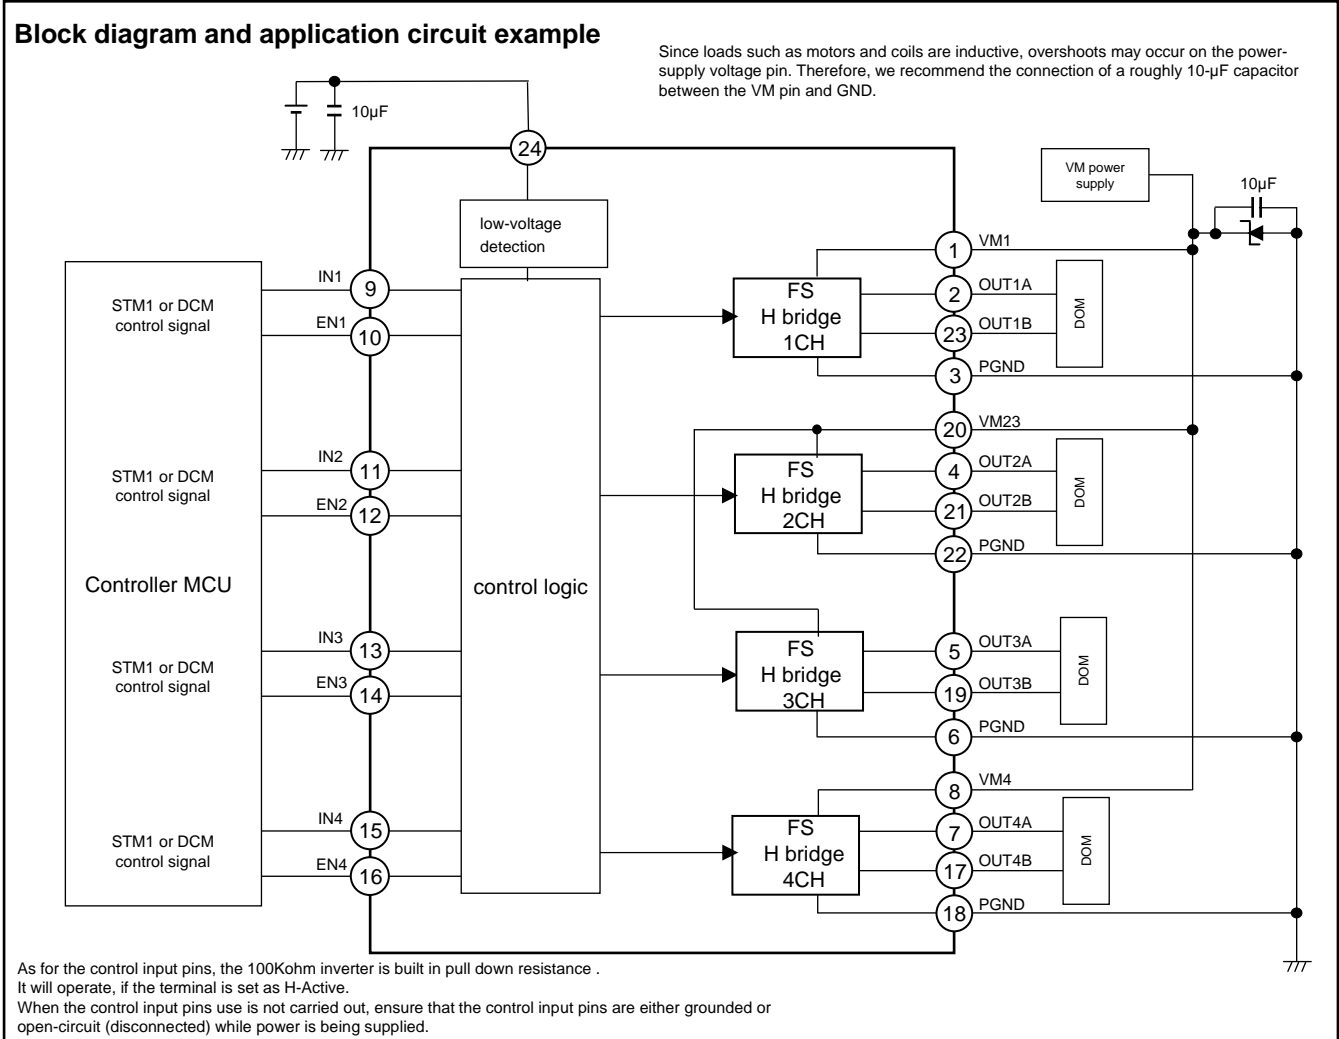 Block diagram and application circuit example
Since loads such as motors and coils are inductive, overshoots may occur on the power-
supply voltage pin. Therefore, we recommend the connection of a roughly 10-µF capacitor
between the VM pin and GND.
10µF
24
VM power
supply
10µF
low-voltage
detection
1
VM1
IN1
9
STM1 or DCM
control signal
EN1
10
FS
H bridge
1CH
2
OUT1A
23
OUT1B
DOM
3
PGND
20
VM23
IN2
11
STM1 or DCM
control signal
EN2
12
FS
H bridge
2CH
4
OUT2A
21
OUT2B
DOM
22
PGND
Controller MCU
control logic
IN3
13
STM1 or DCM
control signal
EN3
14
FS
H bridge
3CH
5
OUT3A
19
OUT3B
DOM
6
PGND
8
VM4
IN4
15
STM1 or DCM
control signal
EN4
16
FS
H bridge
4CH
7
OUT4A
17
OUT4B
DOM
18
PGND
As for the control input pins, the 100Kohm inverter is built in pull down resistance .
It will operate, if the terminal is set as H-Active.
When the control input pins use is not carried out, ensure that the control input pins are either grounded or
open-circuit (disconnected) while power is being supplied.